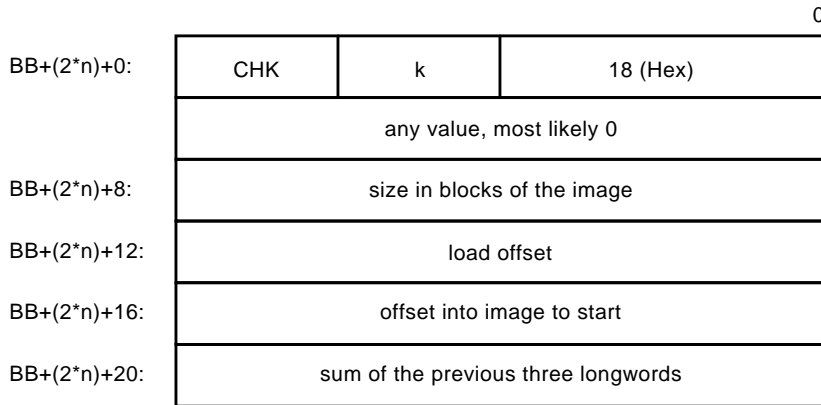 0
BB+(2*n)+0: CHK k 18 (Hex)
any value, most likely 0
BB+(2*n)+8: size in blocks of the image
BB+(2*n)+12: load offset
BB+(2*n)+16: offset into image to start
BB+(2*n)+20: sum of the previous three longwords